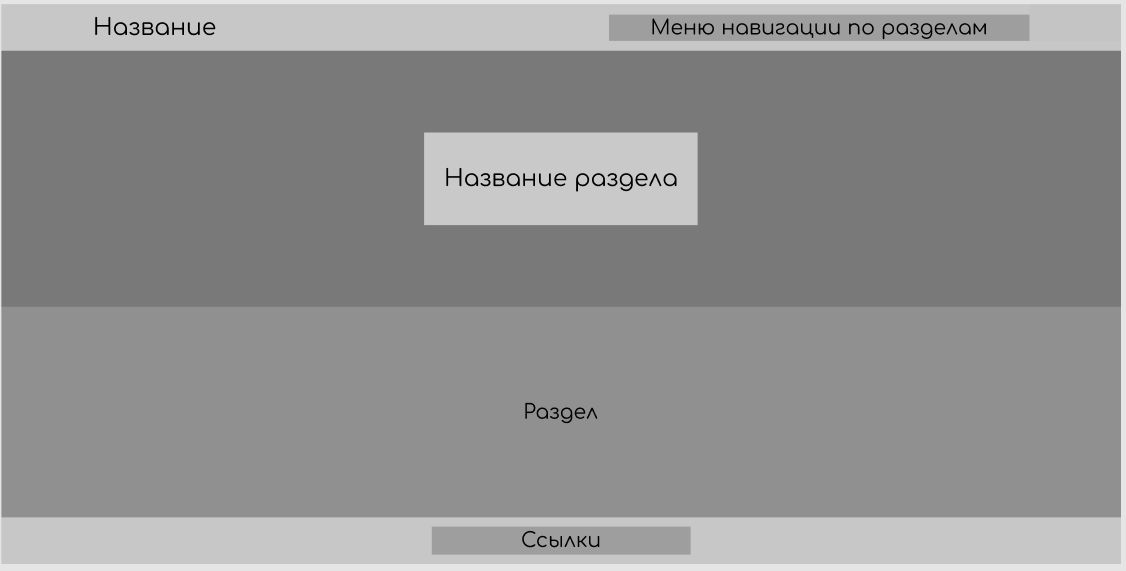 Название
Меню навигации по разделам
Название раздела
Раздел
Ссылки